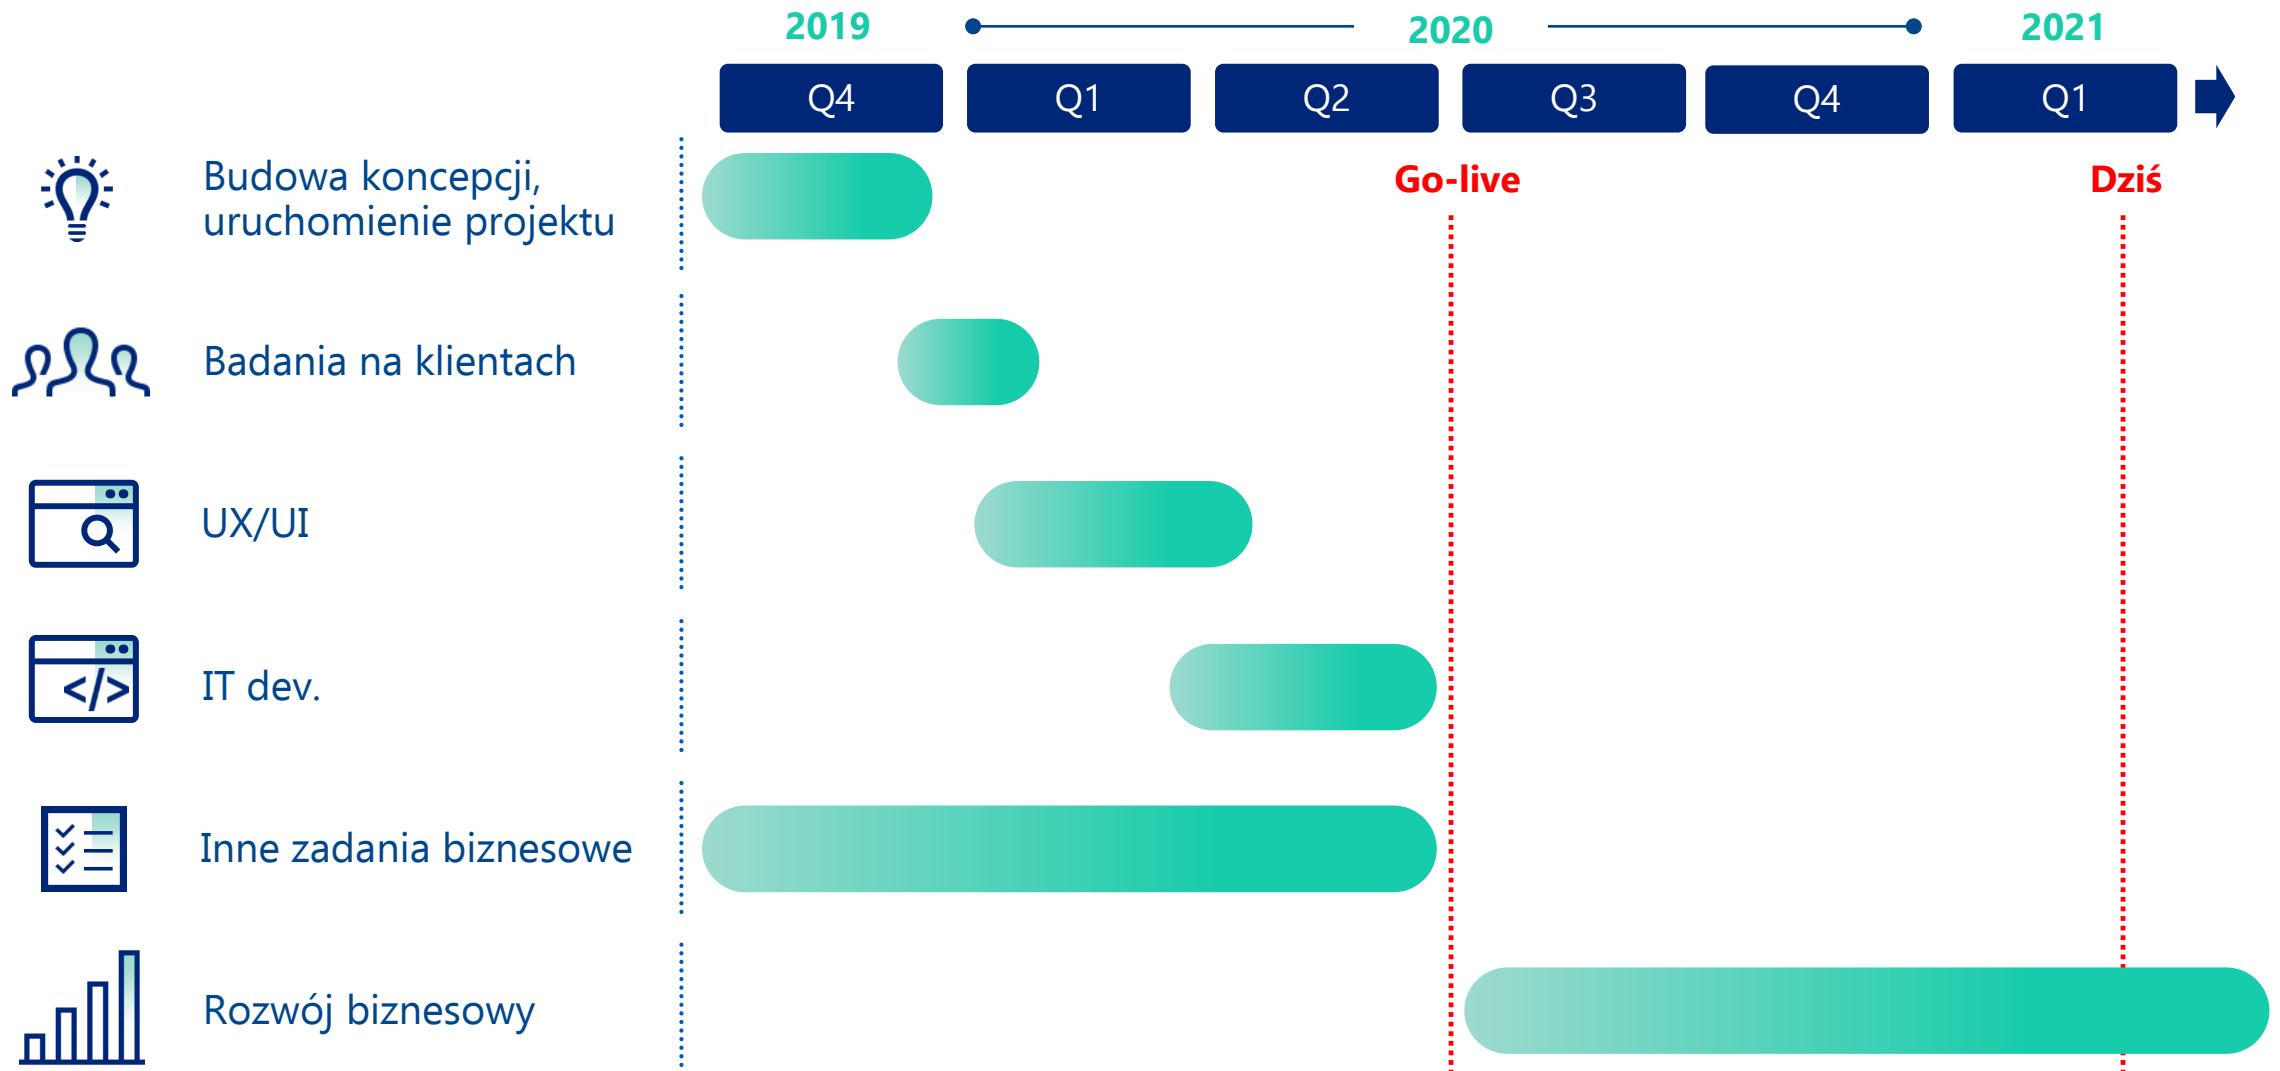 2019
2020
2021
Q4
Q1
Q2
Q3
Q4
Q1
Budowa koncepcji,
uruchomienie projektu
Go-live
Dziś
Badania na klientach
UX/UI
</>
IT dev.
Inne zadania biznesowe
Rozwój biznesowy